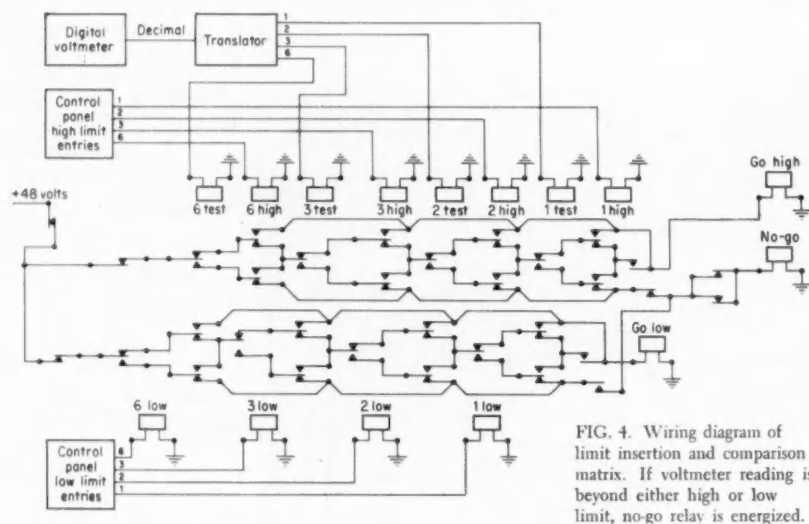 Digital
voltmeter
Decimal
Translator
1
2
3
6
Control
panel
high limit
entries
1
2
3
6
+48 volts
6 test
6 high
3 test
3 high
2 test
2 high
1 test
1 high
Go high
No-go
Go low
6 low
3 low
2 low
1 low
Control
panel
low limit
entries
6
3
2
1
FIG. 4. Wiring diagram of
limit insertion and comparison
matrix. If voltmeter reading is
beyond either high or low
limit, no-go relay is energized.